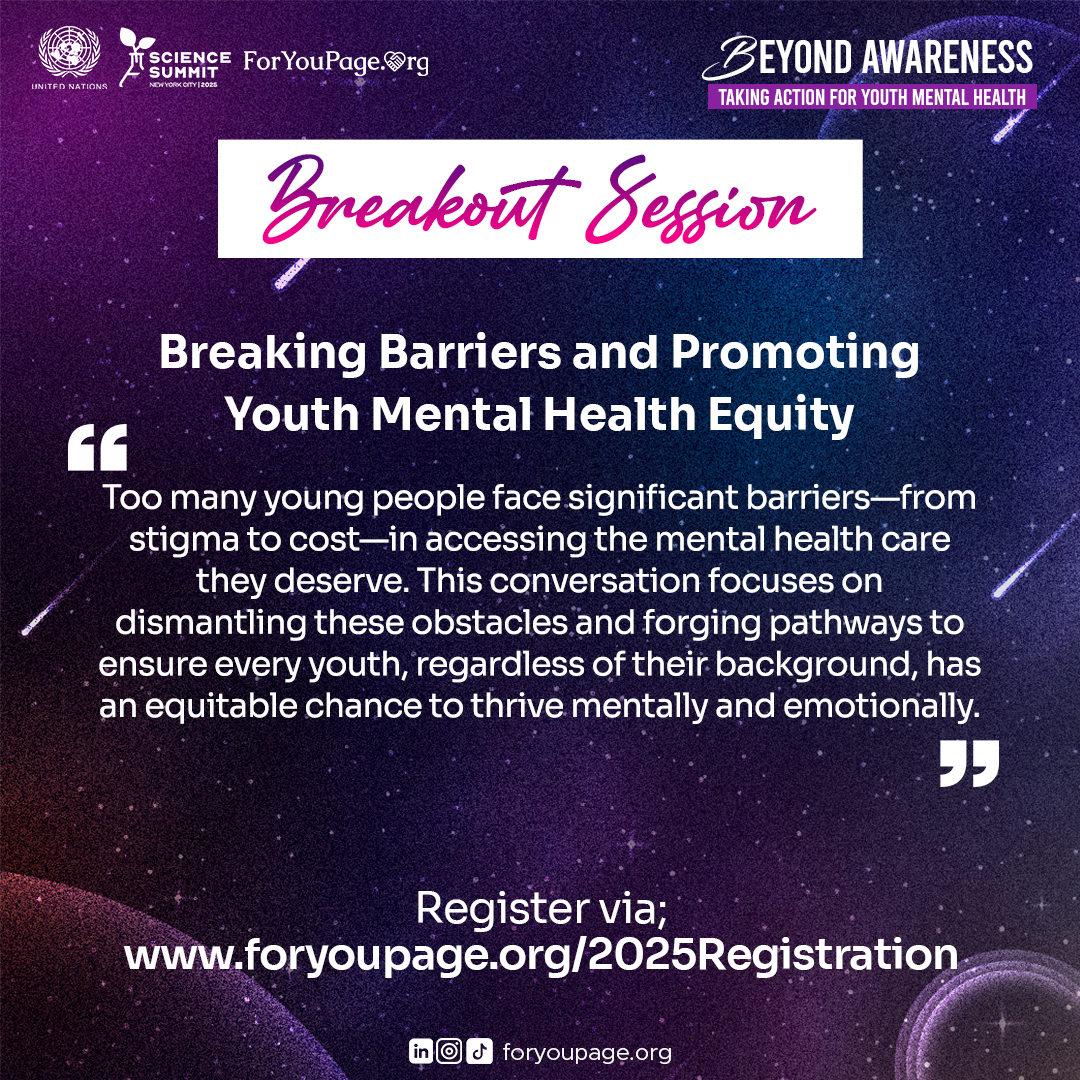 UNITED NATIONS
SCIENCE
SUMMIT
NEW YORK CITY | 2025
ForYouPage.Org
BEYOND AWARENESS
TAKING ACTION FOR YOUTH MENTAL HEALTH
Breakout Session
Breaking Barriers and Promoting
Youth Mental Health Equity
“
Too many young people face significant barriers—from
stigma to cost—in accessing the mental health care
they deserve. This conversation focuses on
dismantling these obstacles and forging pathways to
ensure every youth, regardless of their background, has
an equitable chance to thrive mentally and emotionally.
”
Register via;
www.foryoupage.org/2025Registration
in foryoupage.org